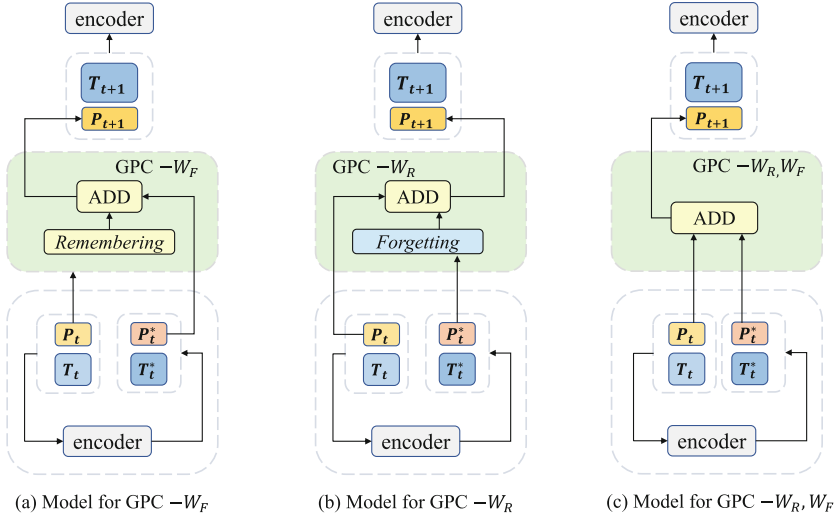 encoder
T_{t+1}
P_{t+1}
GPC −W_F
ADD
Remembering
P_t
P_t^*
T_t
T_t^*
encoder
(a) Model for GPC −W_F
encoder
T_{t+1}
P_{t+1}
GPC −W_R
ADD
Forgetting
P_t
P_t^*
T_t
T_t^*
encoder
(b) Model for GPC −W_R
encoder
T_{t+1}
P_{t+1}
GPC −W_{R,}W_F
ADD
P_t
P_t^*
T_t
T_t^*
encoder
(c) Model for GPC −W_R, W_F